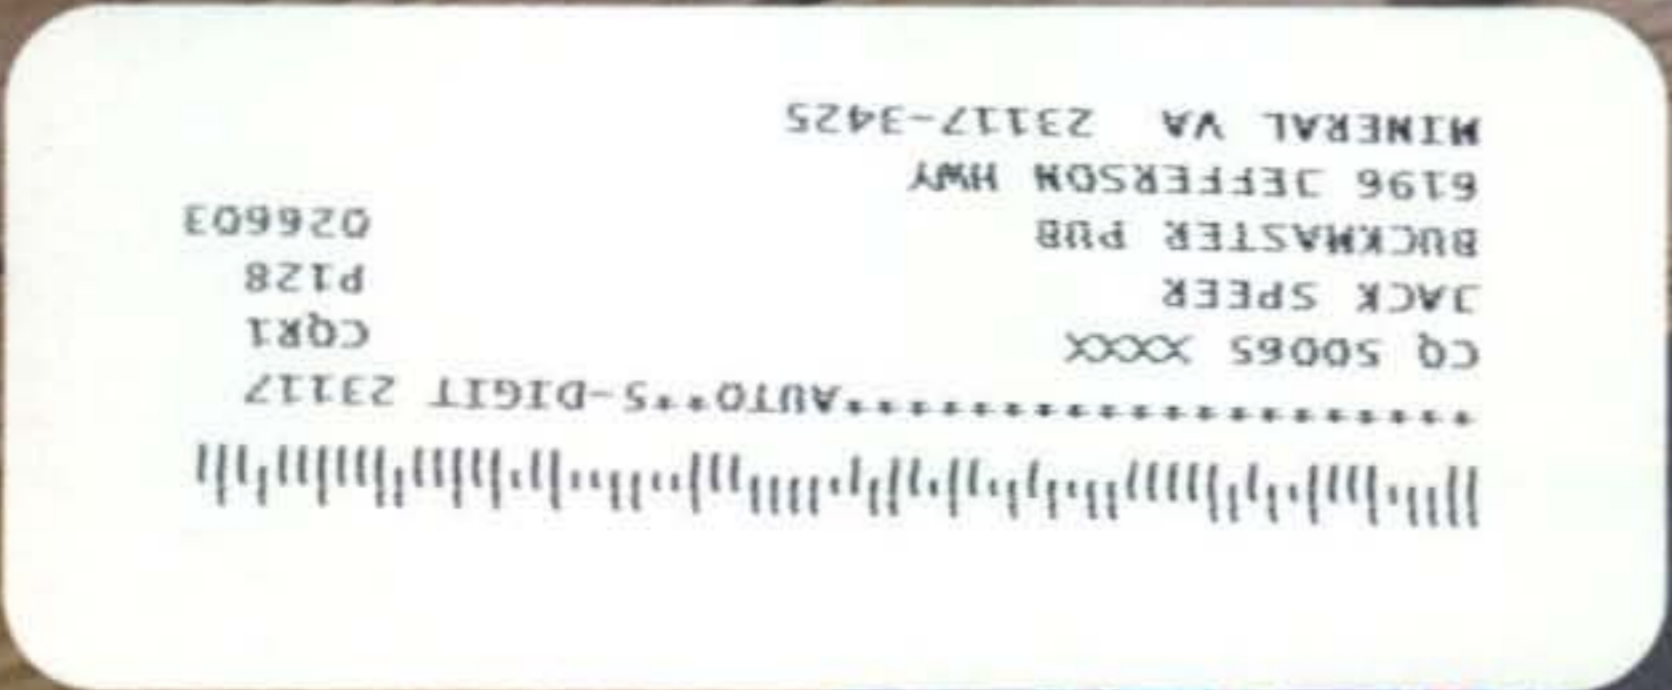 **********************AUTO**5-DIGIT 23117
CQ 50065 XXXX CQR1
JACK SPEER P128
BUCKMASTER PUB 026603
6196 JEFFERSON HWY
MINERAL VA 23117-3425